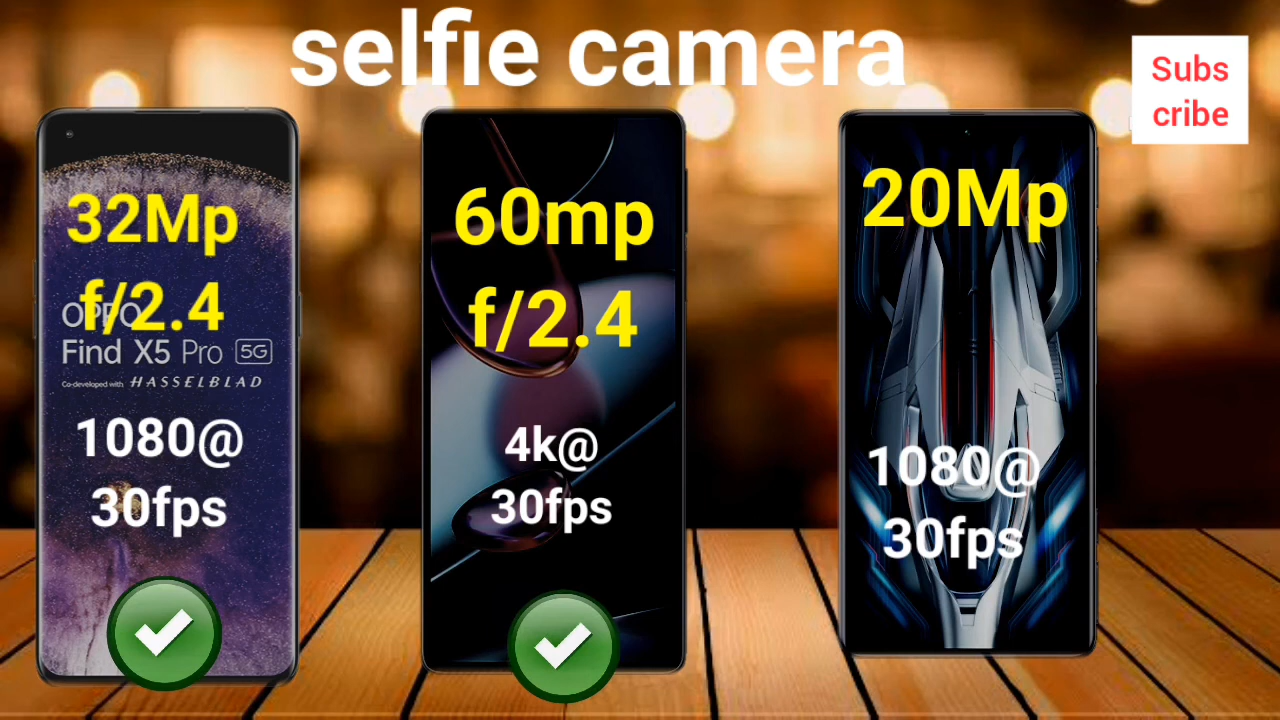 selfie camera
Subs
cribe
32Mp
f/2.4
OPPO
Find X5 Pro 5G
Co-developed with HASSELBLAD
1080@
30fps
60mp
f/2.4
4k@
30fps
20Mp
1080@
30fps